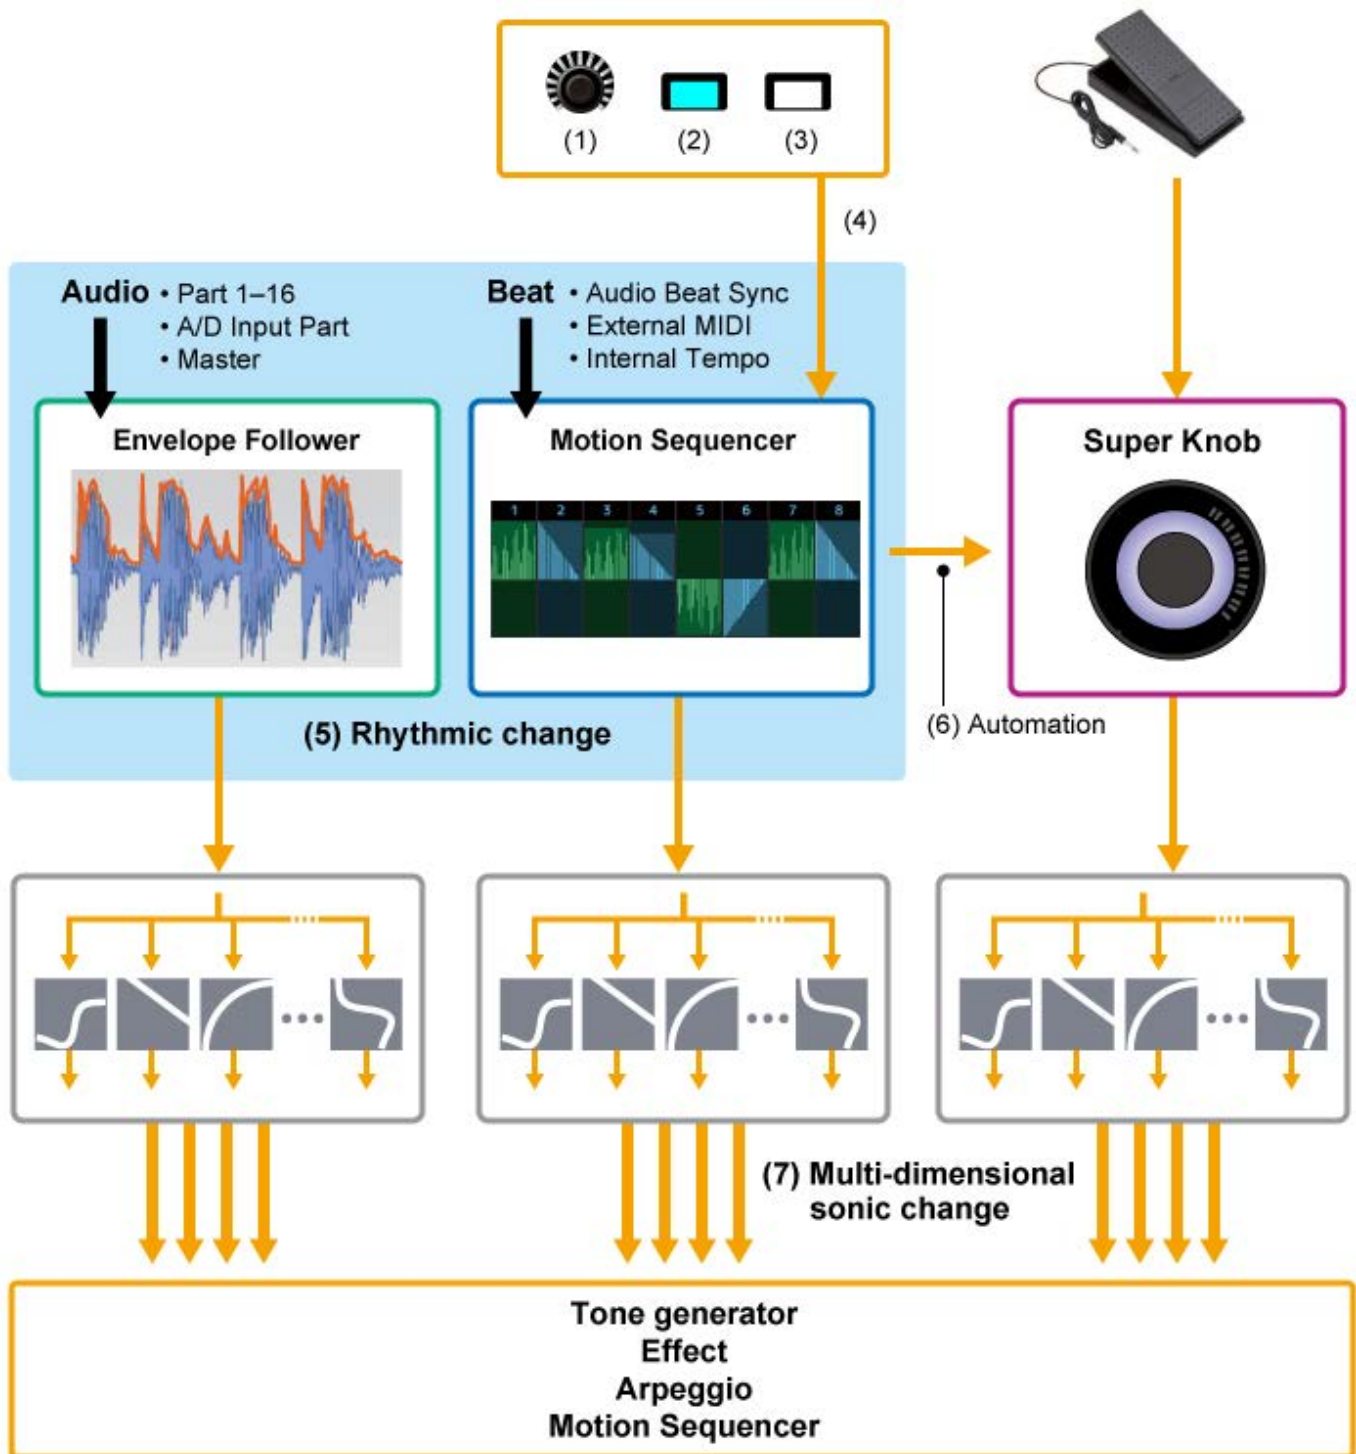 (1)
(2)
(3)
(4)
Audio
• Part 1–16
• A/D Input Part
• Master
Beat
• Audio Beat Sync
• External MIDI
• Internal Tempo
Envelope Follower
Motion Sequencer
1 2 3 4 5 6 7 8
Super Knob
(5) Rhythmic change
(6) Automation
(7) Multi-dimensional
sonic change
Tone generator
Effect
Arpeggio
Motion Sequencer